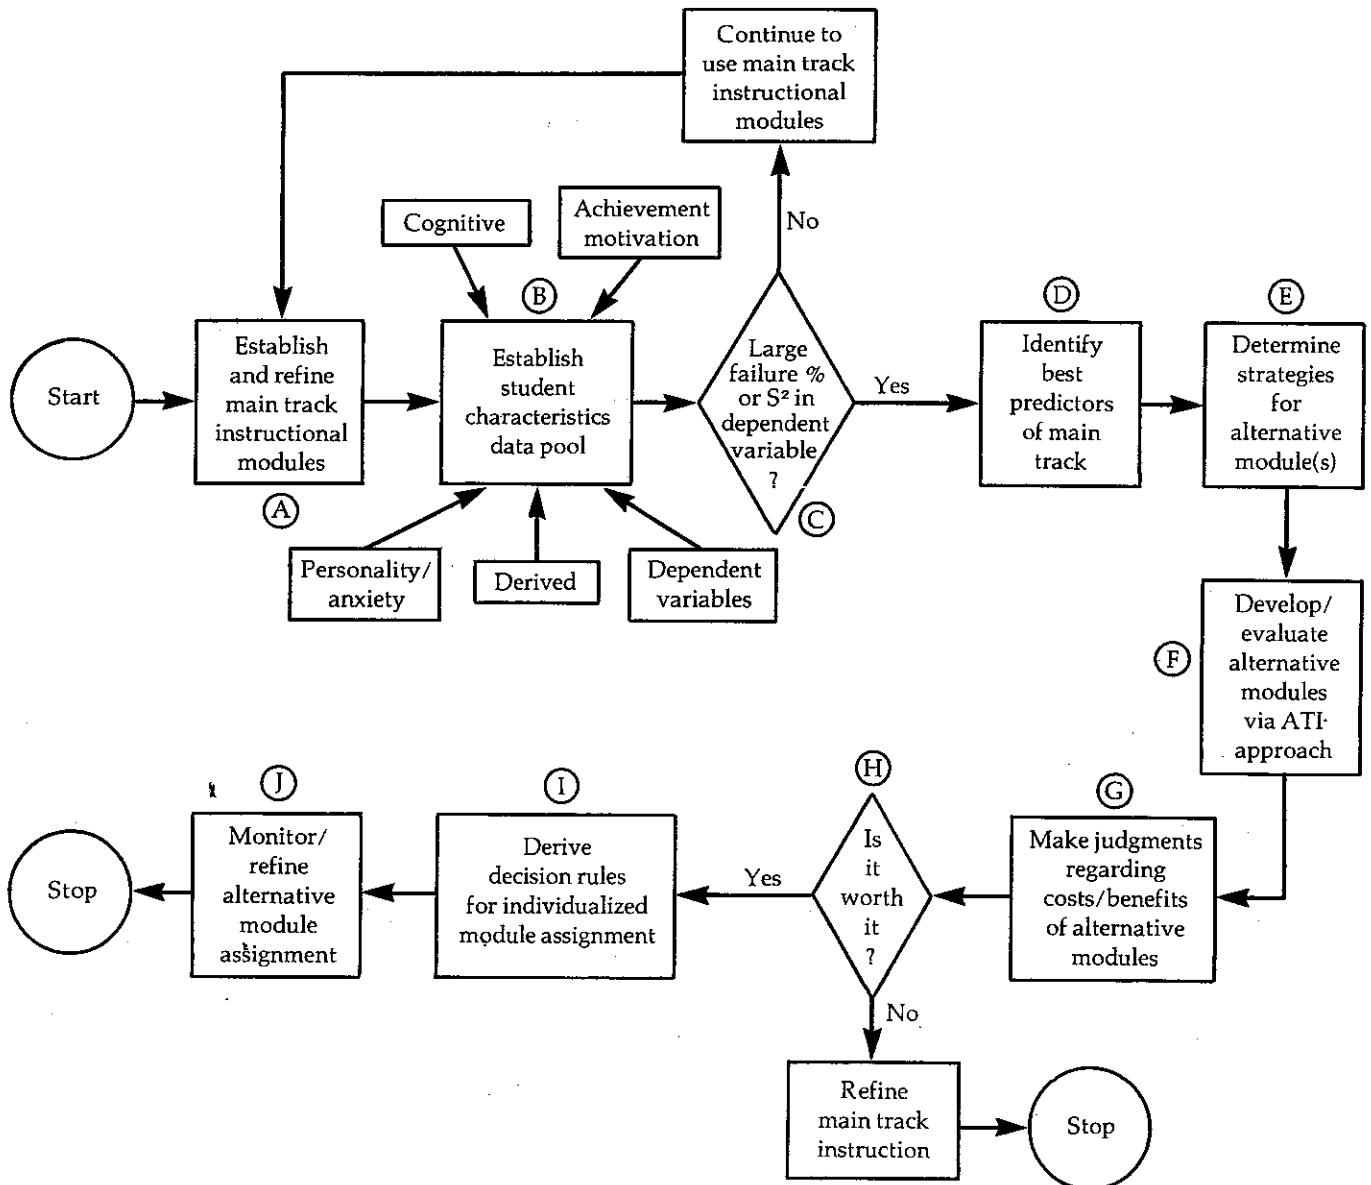 Continue to
use main track
instructional
modules
No
Cognitive
Achievement
motivation
Start
A
Establish
and refine
main track
instructional
modules
B
Establish
student
characteristics
data pool
Personality/
anxiety
Derived
Dependent
variables
C
Large
failure %
or S² in
dependent
variable
?
Yes
D
Identify
best
predictors
of main
track
E
Determine
strategies
for
alternative
module(s)
F
Develop/
evaluate
alternative
modules
via ATI
approach
G
Make judgments
regarding
costs/benefits
of alternative
modules
H
Is
it
worth
it
?
Yes
I
Derive
decision rules
for individualized
module assignment
J
Monitor/
refine
alternative
module
assignment
Stop
No
Refine
main track
instruction
Stop